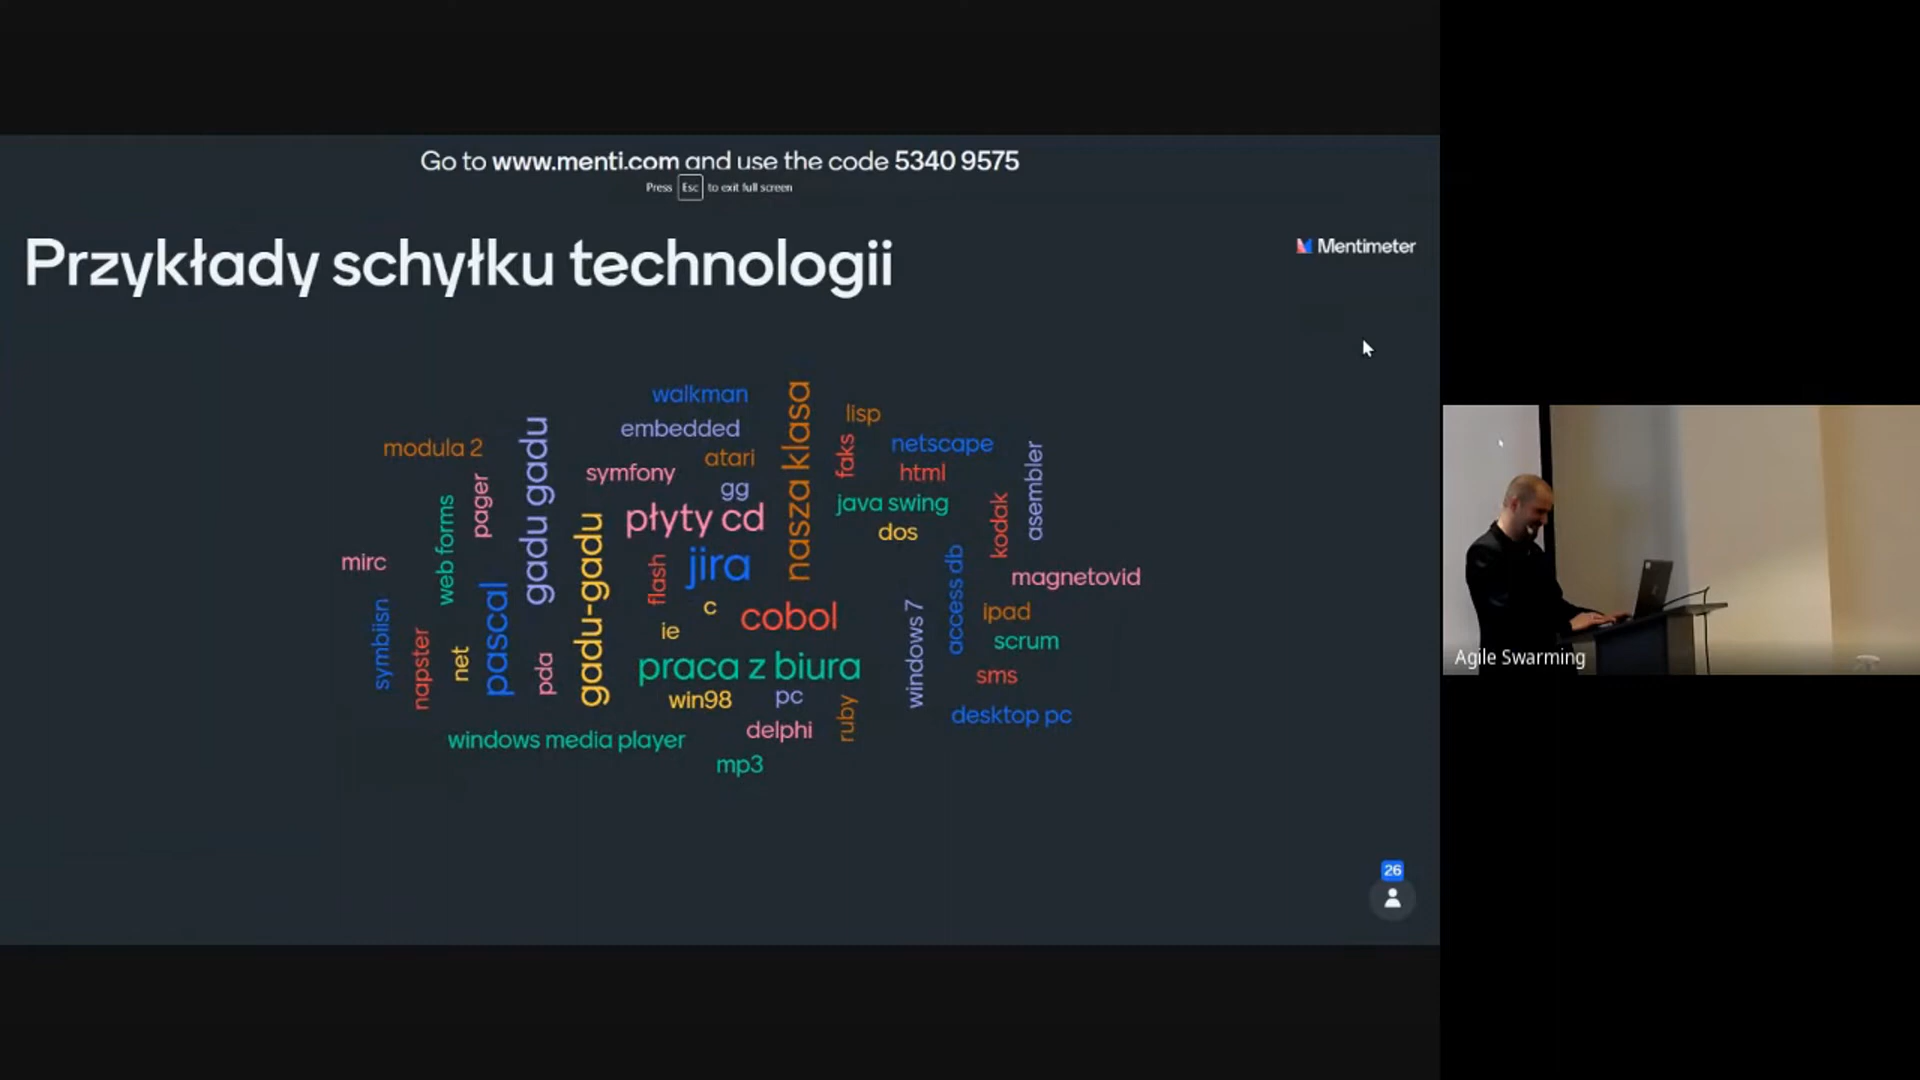 Go to www.menti.com and use the code 5340 9575
Press Esc to exit full screen
Przykłady schyłku technologii
Mentimeter
walkman
embedded
modula 2
atari
symfony
gg
pager
gadu gadu
web forms
płyty cd
nasza klasa
lisp
faks
netscape
html
asembler
java swing
dos
kodak
mirc
gadu-gadu
flash
jira
c
cobol
ie
access db
magnetovid
ipad
scrum
sms
windows 7
symbiisn
napster
net
pascal
pda
praca z biura
win98
pc
ruby
delphi
desktop pc
windows media player
mp3
26
Agile Swarming